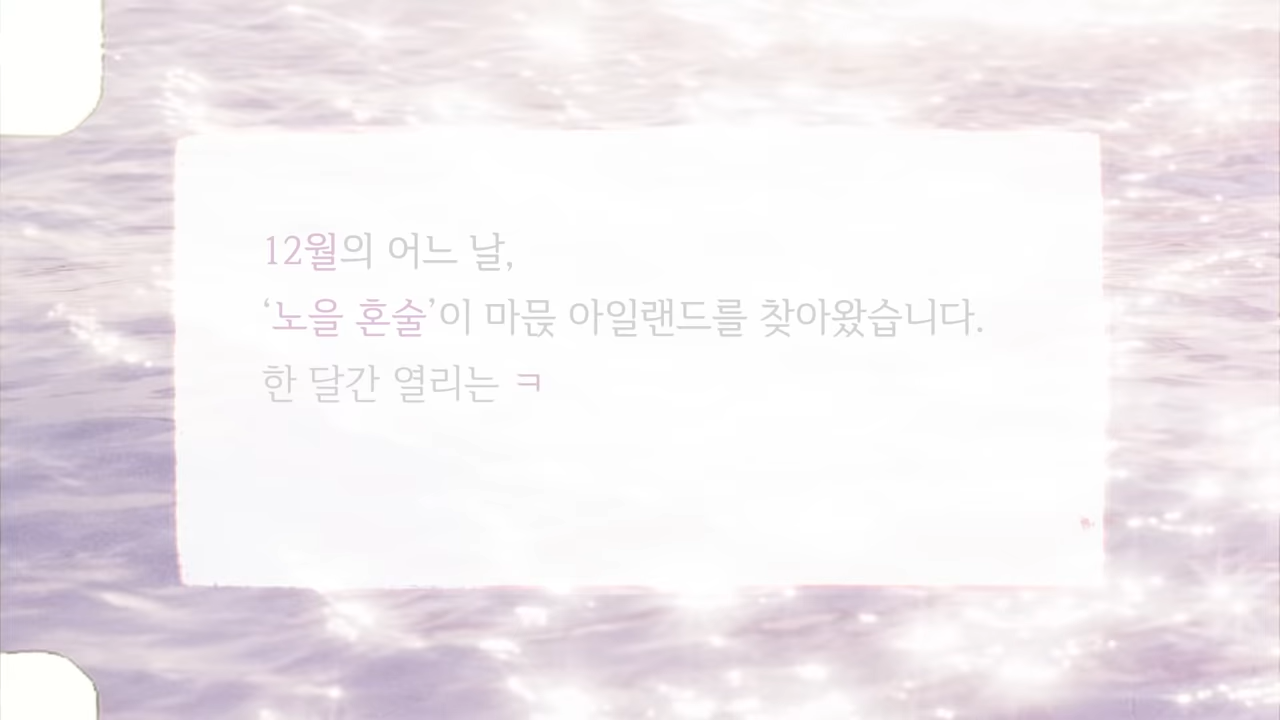 12월의 어느 날,
‘노을 혼술’이 마믅 아일랜드를 찾아왔습니다.
한 달간 열리는 ㅋ